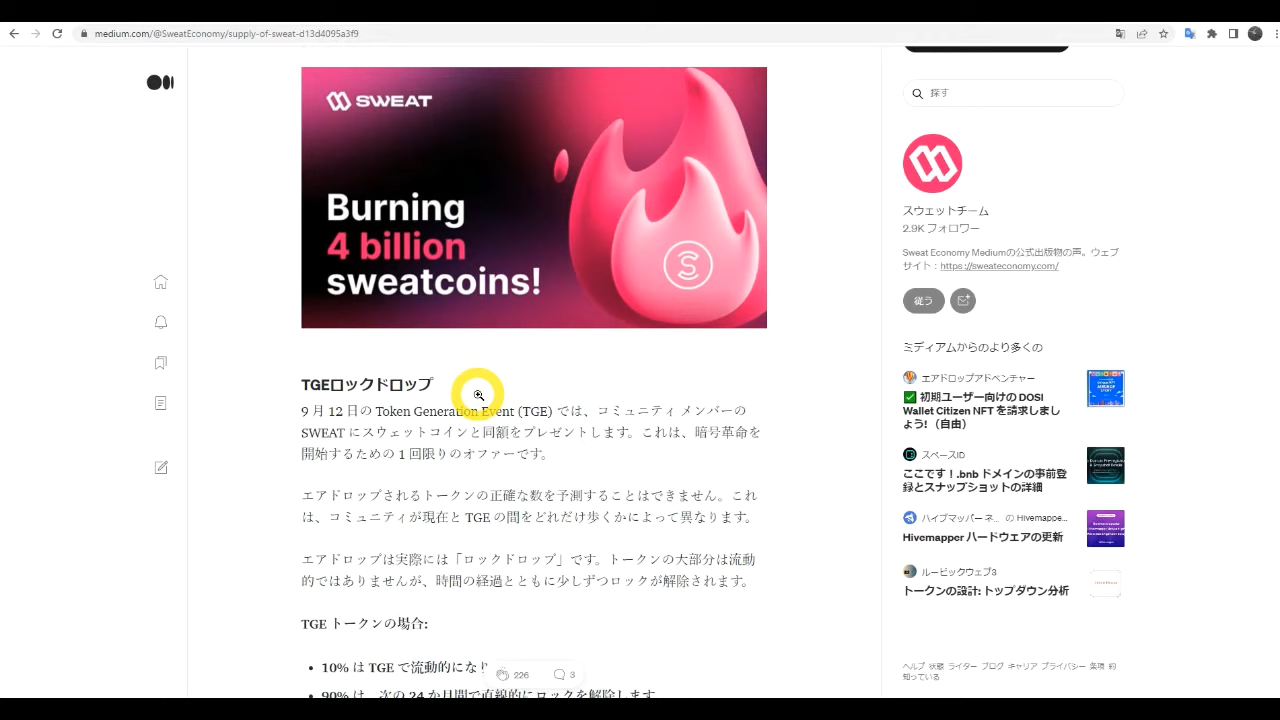 medium.com/@SweatEconomy/supply-of-sweat-d13d4095a3f9
SWEAT
Burning
4 billion
sweatcoins!
TGEロックドロップ
9 月 12 日の Token Generation Event (TGE) では、コミュニティ メンバーの
SWEAT にスウェットコインと同額をプレゼントします。これは、暗号革命を
開始するための 1 回限りのオファーです。
エアドロップされるトークンの正確な数を予測することはできません。これ
は、コミュニティが現在と TGE の間をどれだけ歩くかによって異なります。
エアドロップは実際には「ロックドロップ」です。トークンの大部分は流動
的ではありませんが、時間の経過とともに少しずつロックが解除されます。
TGE トークンの場合:
• 10% は TGE で流動的になり
• 90% は、次の 24 か月間で直線的にロックを解除します
226
3
探す
スウェットチーム
2.9K フォロワー
Sweat Economy Mediumの公式出版物の声。ウェブ
サイト：https://sweateconomy.com/
従う
ミディアムからのより多くの
エアドロップアドベンチャー
✅ 初期ユーザー向けの DOSI
Wallet Citizen NFT を請求しまし
ょう! （自由）
スペースID
ここです！.bnb ドメインの事前登
録とスナップショットの詳細
ハイブマッパー ネ... の Hivemappe...
Hivemapper ハードウェアの更新
ルービックウェブ3
トークンの設計: トップダウン分析
ヘルプ 状態 ライター ブログ キャリア プライバシー 条項 約
知っている